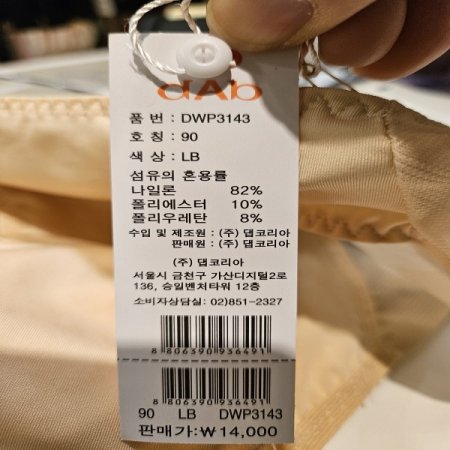 dAb
품 번 : DWP3143
호 칭 : 90
색 상 : LB
섬유의 혼용률
나일론 82%
폴리에스터 10%
폴리우레탄 8%
수입 및 제조원 : (주) 댑코리아
판매원 : (주) 댑코리아
(주) 댑코리아
서울시 금천구 가산디지털2로
136, 승일벤처타워 12층
소비자상담실: 02)851-2327
8 806390 936491
8 806390 936491
90 LB DWP3143
판매가:₩14,000